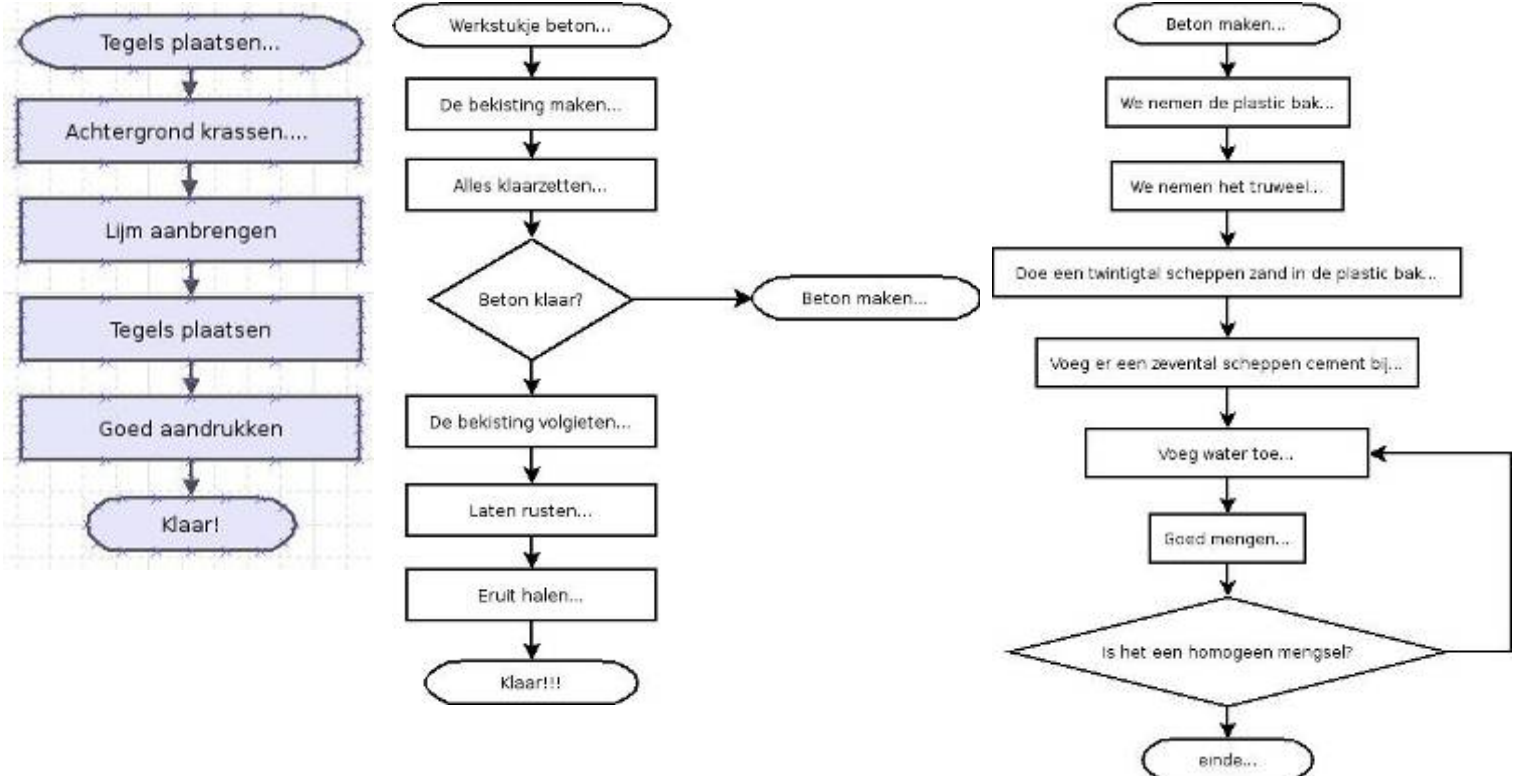 Tegels plaatsen...
Achtergrond krassen....
Lijm aanbrengen
Tegels plaatsen
Goed aandrukken
Klaar!
Werkstukje beton...
De bekisting maken...
Alles klaarzetten...
Beton klaar?
Beton maken...
De bekisting volgieten...
Laten rusten...
Eruit halen...
Klaar!!!
Beton maken...
We nemen de plastic bak...
We nemen het truweel...
Doe een twintigtal scheppen zand in de plastic bak...
Voeg er een zevental scheppen cement bij...
Voeg water toe...
Goed mengen...
Is het een homogeen mengsel?
einde...